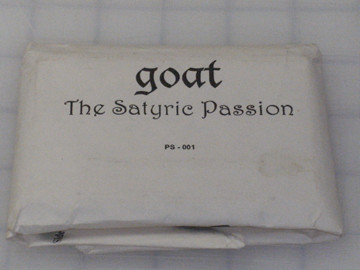 goat
The Satyric Passion
PS - 001